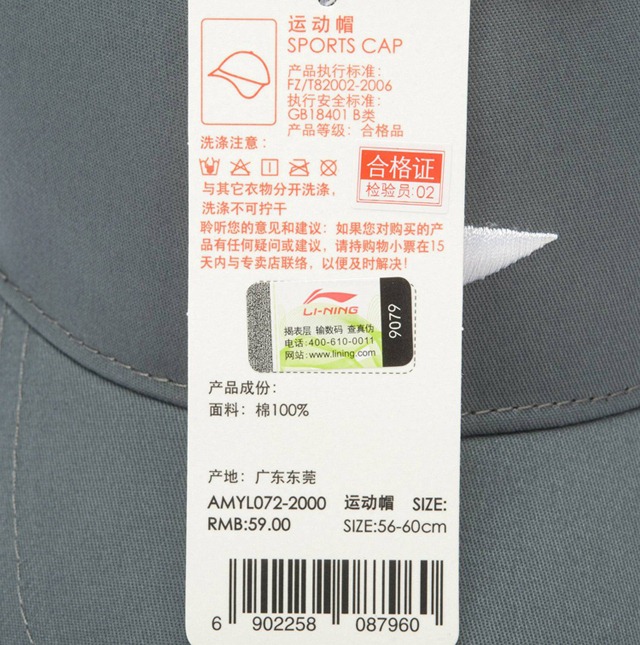 运动帽
SPORTS CAP
产品执行标准：
FZ/T82002-2006
执行安全标准：
GB18401 B类
产品等级：合格品
洗涤注意：
合格证
检验员:02
与其它衣物分开洗涤，
洗涤不可拧干
聆听您的意见和建议：如果您对购买的产
品有任何疑问或建议，请持购物小票在15
天内与专卖店联络，以便及时解决！
LI-NING
揭表层 输数码 查真伪
电话:400-610-0011
网站:www.lining.com
9079
产品成份：
面料：棉100%
产地：广东东莞
AMYL072-2000 运动帽 SIZE:
RMB:59.00 SIZE:56-60cm
6 902258 087960